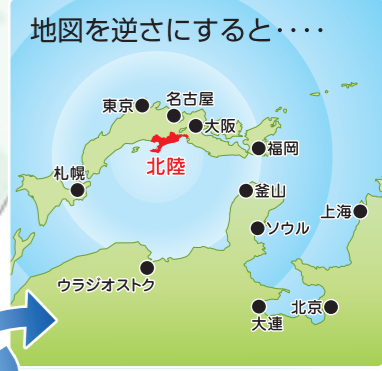 地図を逆さにすると‥‥
東京
名古屋
大阪
北陸
福岡
札幌
釜山
上海
ソウル
ウラジオストク
大連
北京